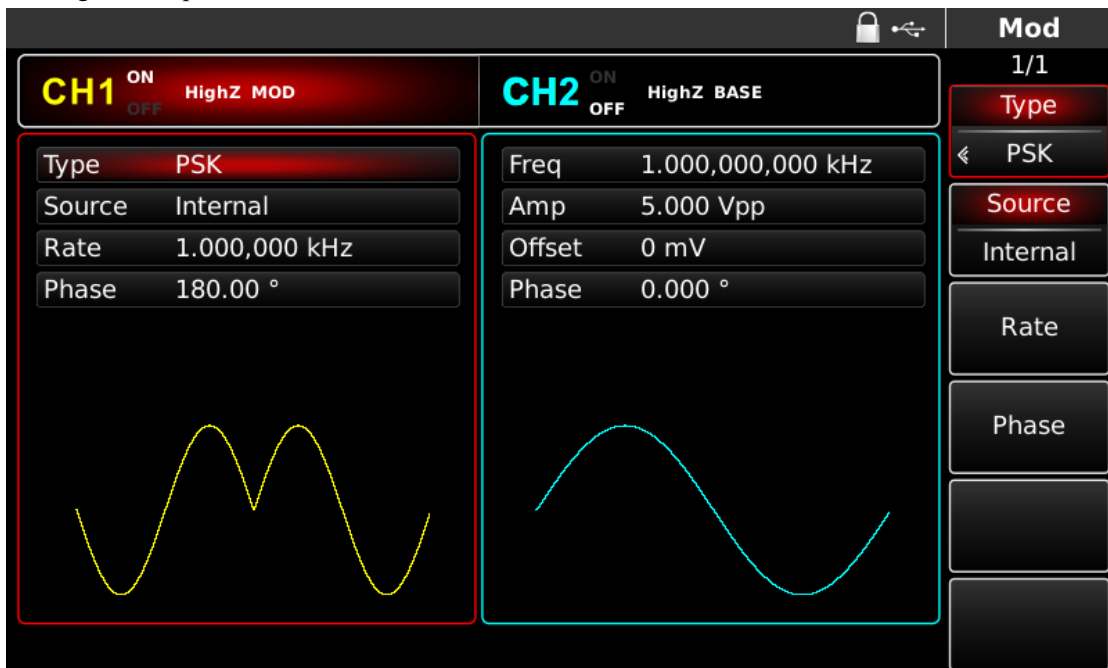 Mod
1/1
CH1 ON OFF HighZ MOD
CH2 ON OFF HighZ BASE
Type
PSK
Source
Internal
Rate
Phase
Type PSK
Source Internal
Rate 1.000,000 kHz
Phase 180.00 °
Freq 1.000,000,000 kHz
Amp 5.000 Vpp
Offset 0 mV
Phase 0.000 °